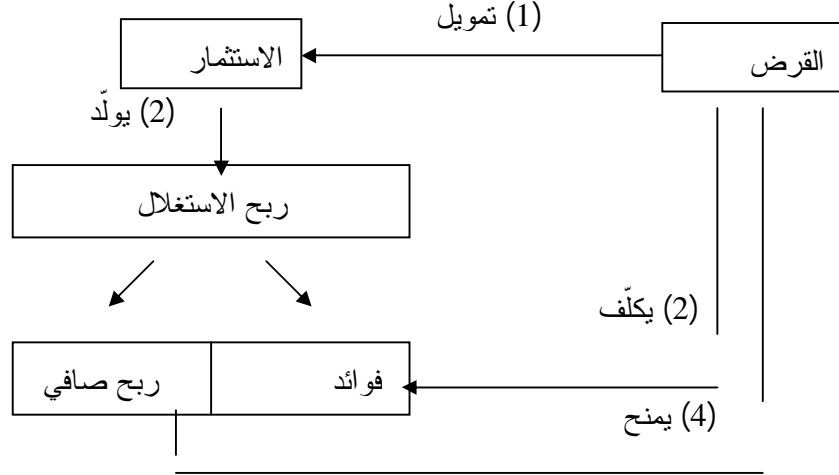 (1) تمويل
القرض
الاستثمار
(2) يولّد
ربح الاستغلال
(2) يكلّف
فوائد
ربح صافي
(4) يمنح